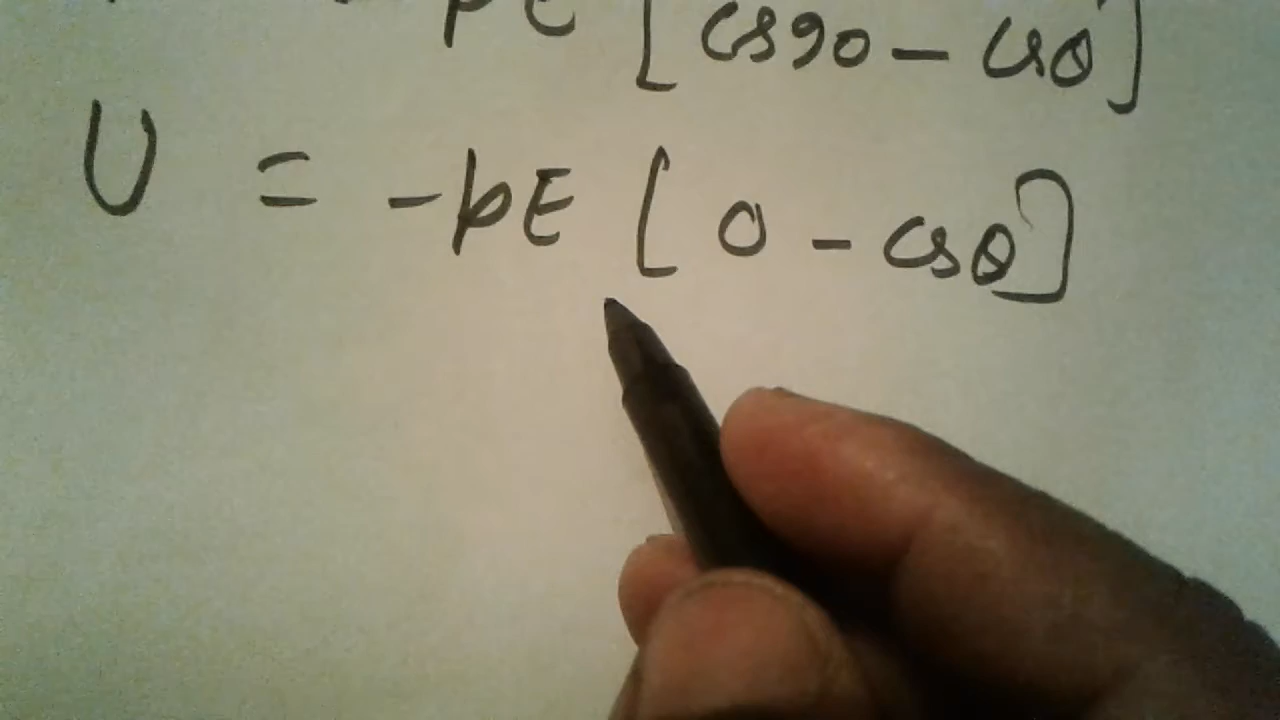 pE [cos90 - cosθ]
U = -pE [0 - cosθ]